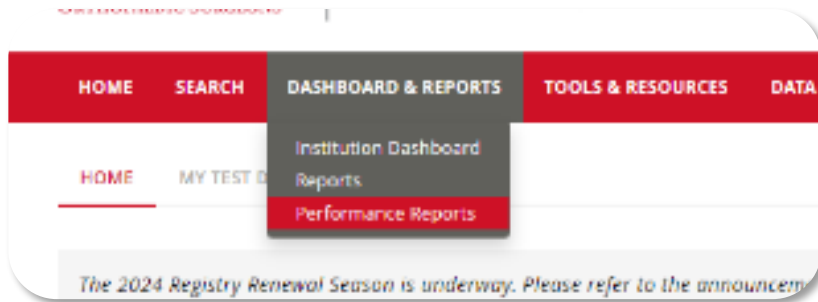 HOME SEARCH DASHBOARD & REPORTS TOOLS & RESOURCES DATA
Institution Dashboard
HOME MY TEST D
Reports
Performance Reports
The 2024 Registry Renewal Season is underway. Please refer to the announcem